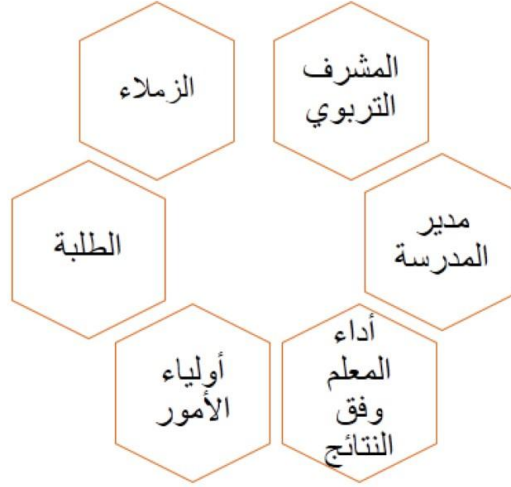 المشرف
التربوي
الزملاء
مدير
المدرسة
الطلبة
أداء
المعلم
وفق
النتائج
أولياء
الأمور